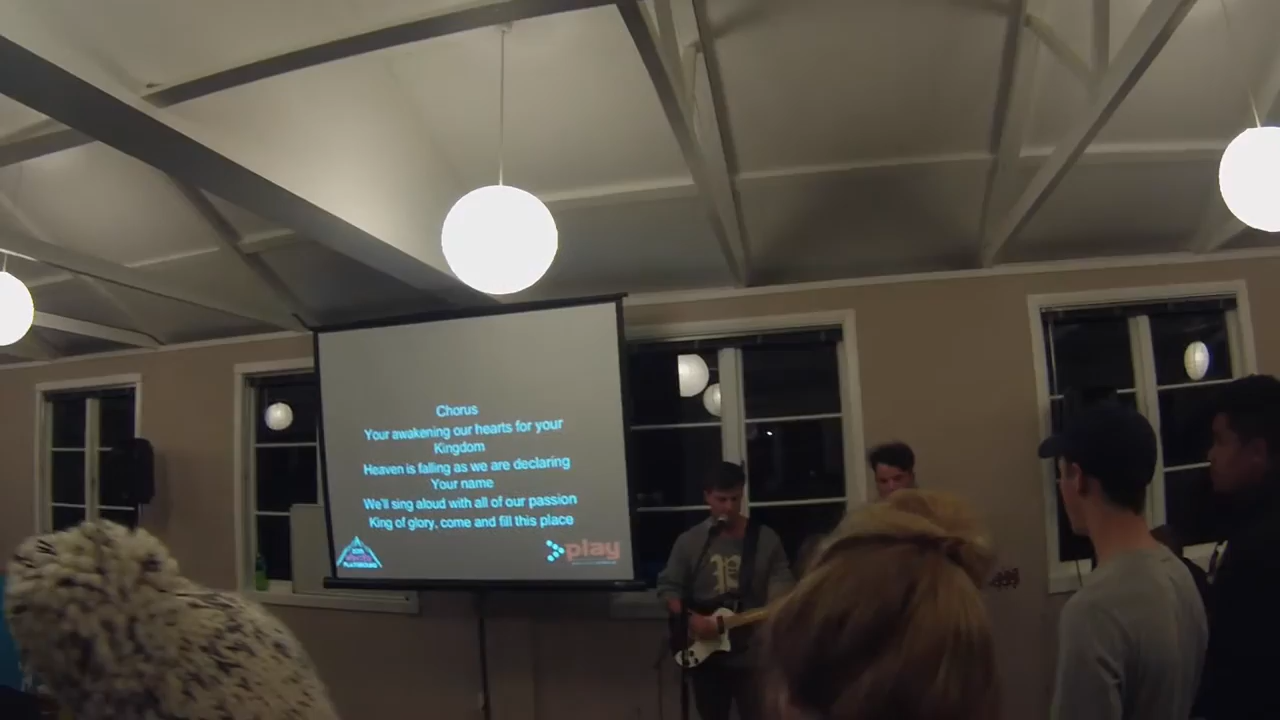 Chorus
Your awakening our hearts for your
Kingdom
Heaven is falling as we are declaring
Your name
We'll sing aloud with all of our passion
King of glory, come and fill this place
play